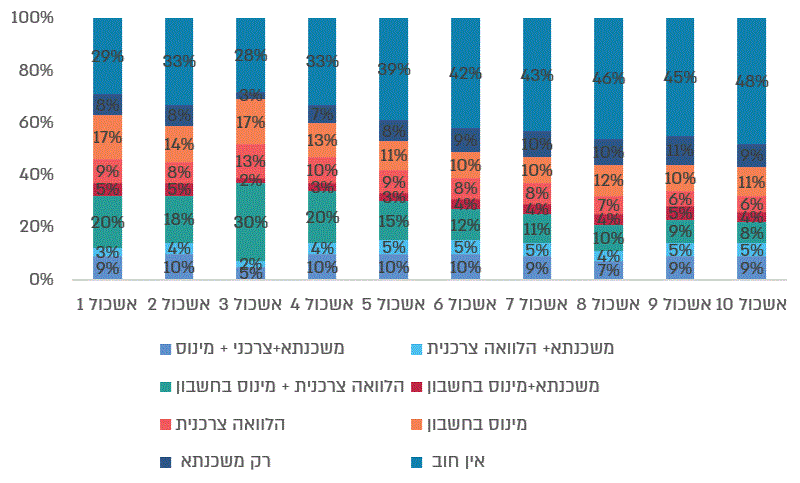 100%
80%
60%
40%
20%
0%
29% 33% 28% 33% 39% 42% 43% 46% 45% 48%
8% 8% 3% 7% 8% 9% 10% 10% 11% 9%
17% 14% 17% 13% 11% 10% 10% 12% 10% 11%
9% 8% 13% 10% 9% 8% 8% 7% 6% 6%
5% 5% 2% 3% 3% 4% 4% 4% 5% 4%
20% 18% 30% 20% 15% 12% 11% 10% 9% 8%
3% 4% 2% 4% 5% 5% 5% 4% 5% 5%
9% 10% 5% 10% 10% 10% 9% 7% 9% 9%
אשכול 1 אשכול 2 אשכול 3 אשכול 4 אשכול 5 אשכול 6 אשכול 7 אשכול 8 אשכול 9 אשכול 10
משכנתא+צרכני + מינוס
משכנתא+ הלוואה צרכנית
הלוואה צרכנית + מינוס בחשבון
משכנתא+מינוס בחשבון
הלוואה צרכנית
מינוס בחשבון
רק משכנתא
אין חוב